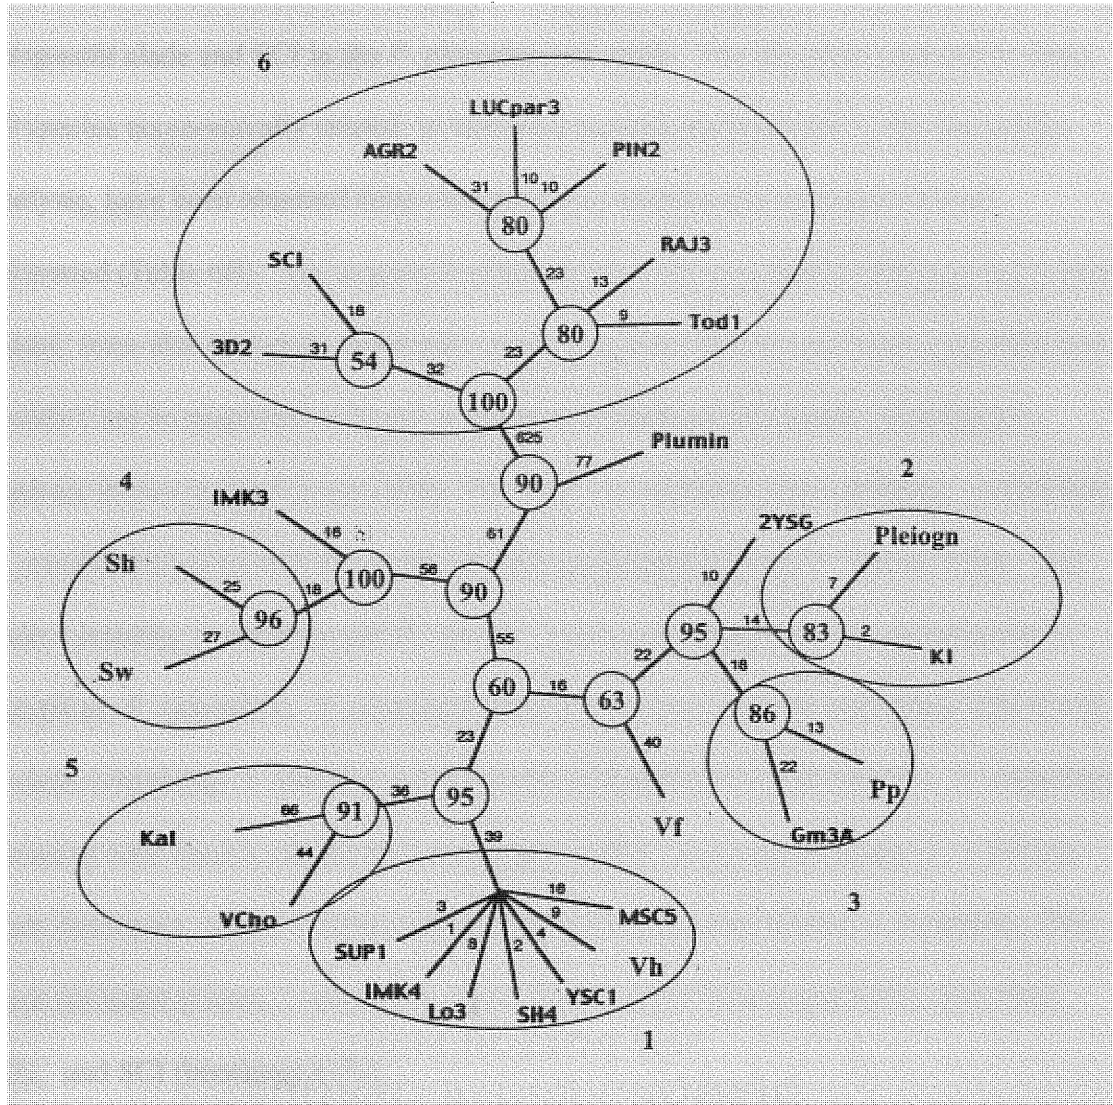 6
LUCpar3
AGR2
PIN2
31
10
10
80
RAJ3
SCI
23
13
18
9
Tod1
80
3D2
31
54
32
23
100
625
Plumin
77
4
2
90
IMK3
16
61
2YSG
Pleiogn
Sh
25
100
56
90
10
7
18
96
14
83
2
95
27
55
KI
Sw
22
18
60
16
63
86
13
23
40
22
5
Pp
36
95
91
66
Vf
Gm3A
Kal
39
44
16
3
VCho
3
9
MSC5
1
8
2
4
SUP1
Vh
IMK4
YSC1
Lo3
SH4
1